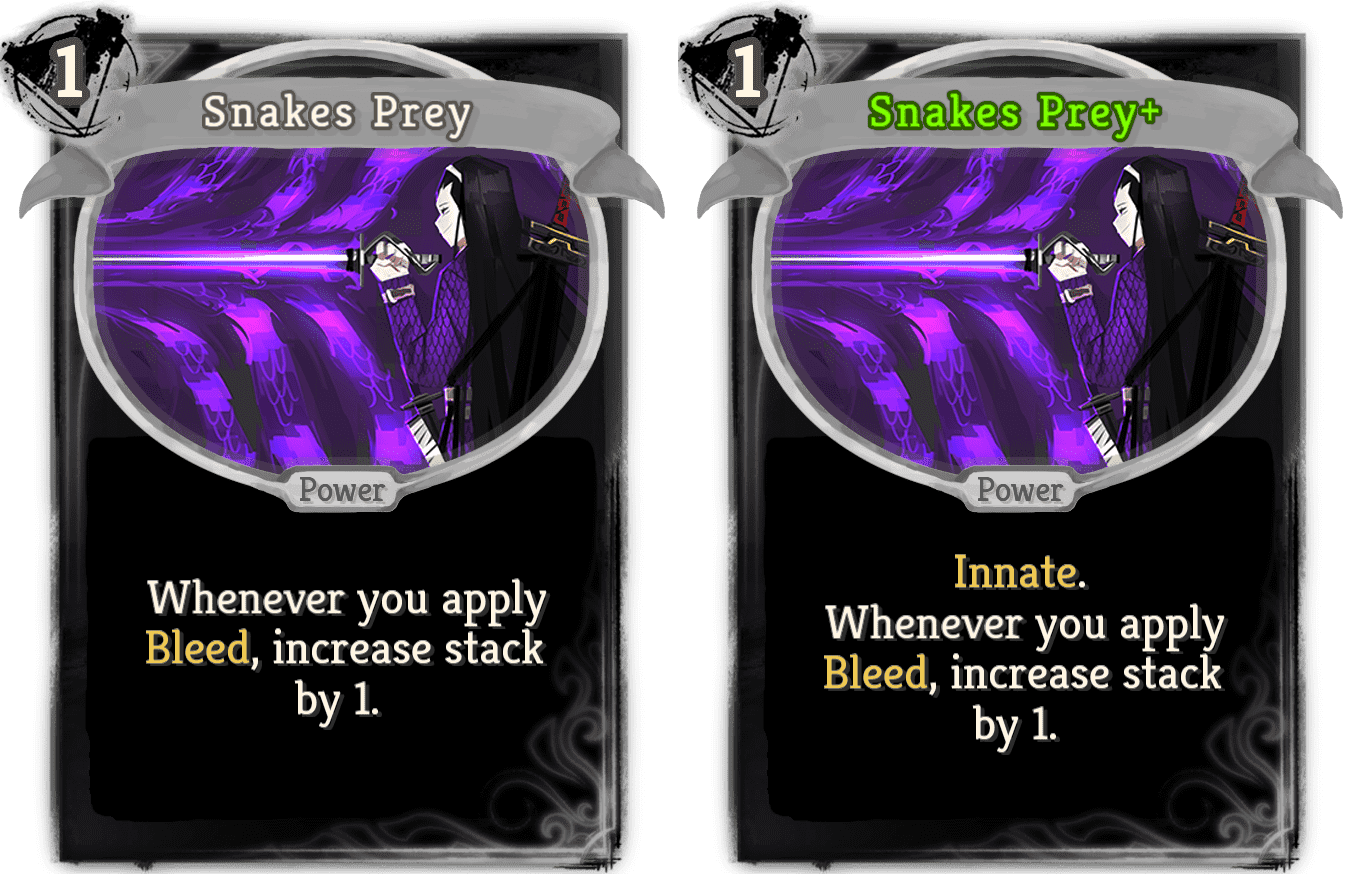 1
Snakes Prey
Power
Whenever you apply
Bleed, increase stack
by 1.
1
Snakes Prey+
Power
Innate.
Whenever you apply
Bleed, increase stack
by 1.